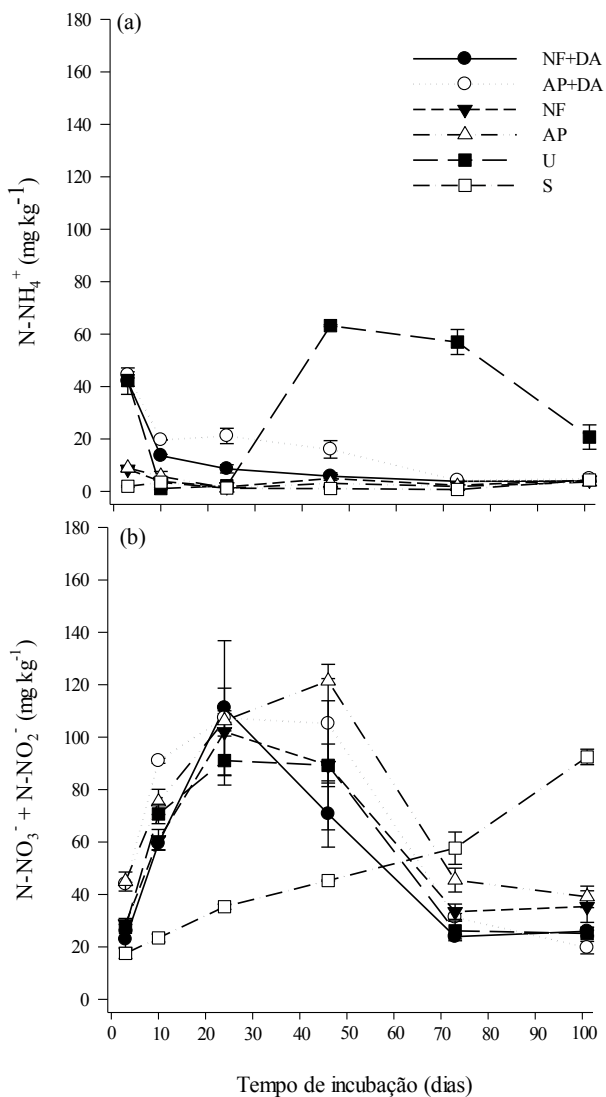 (a)
180
160
140
120
100
80
60
40
20
0
N-NH₄⁺ (mg kg⁻¹)
NF+DA
AP+DA
NF
AP
U
S
(b)
180
160
140
120
100
80
60
40
20
0
N-NO₃⁻ + N-NO₂⁻ (mg kg⁻¹)
0 10 20 30 40 50 60 70 80 90 100
Tempo de incubação (dias)